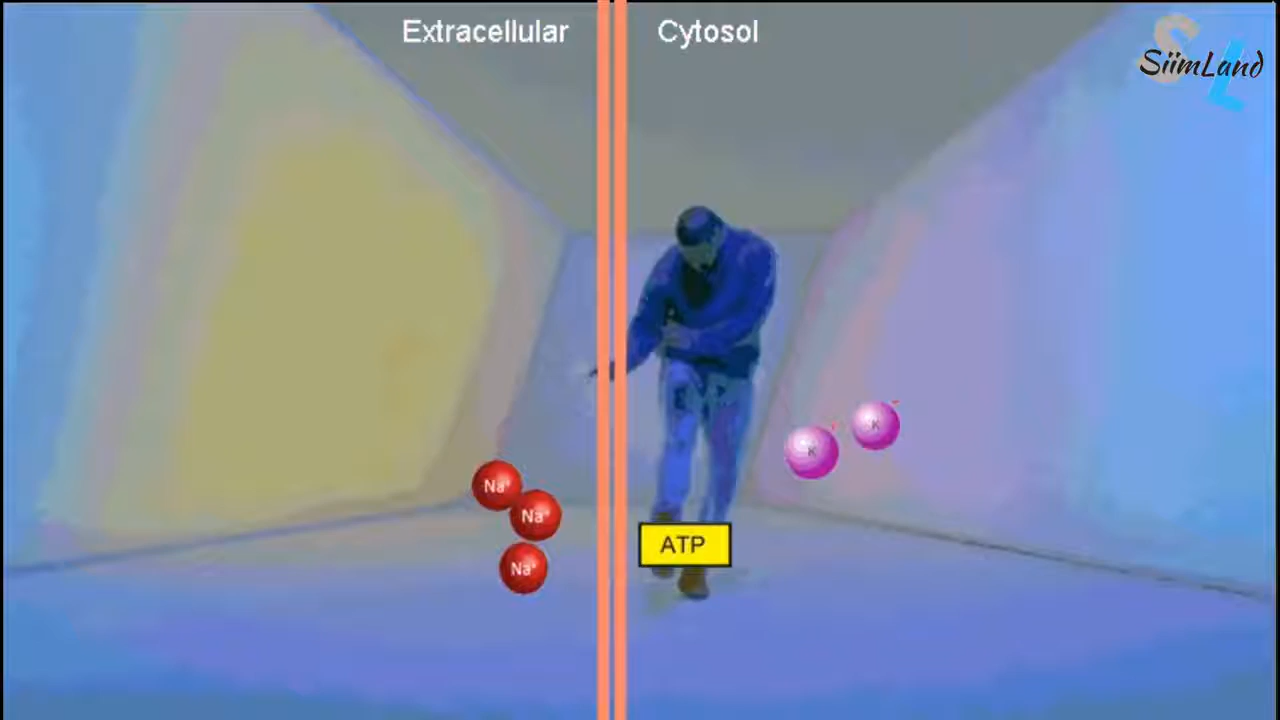 Extracellular
Cytosol
SiimLand
Na⁺
Na⁺
Na⁺
K
K
ATP